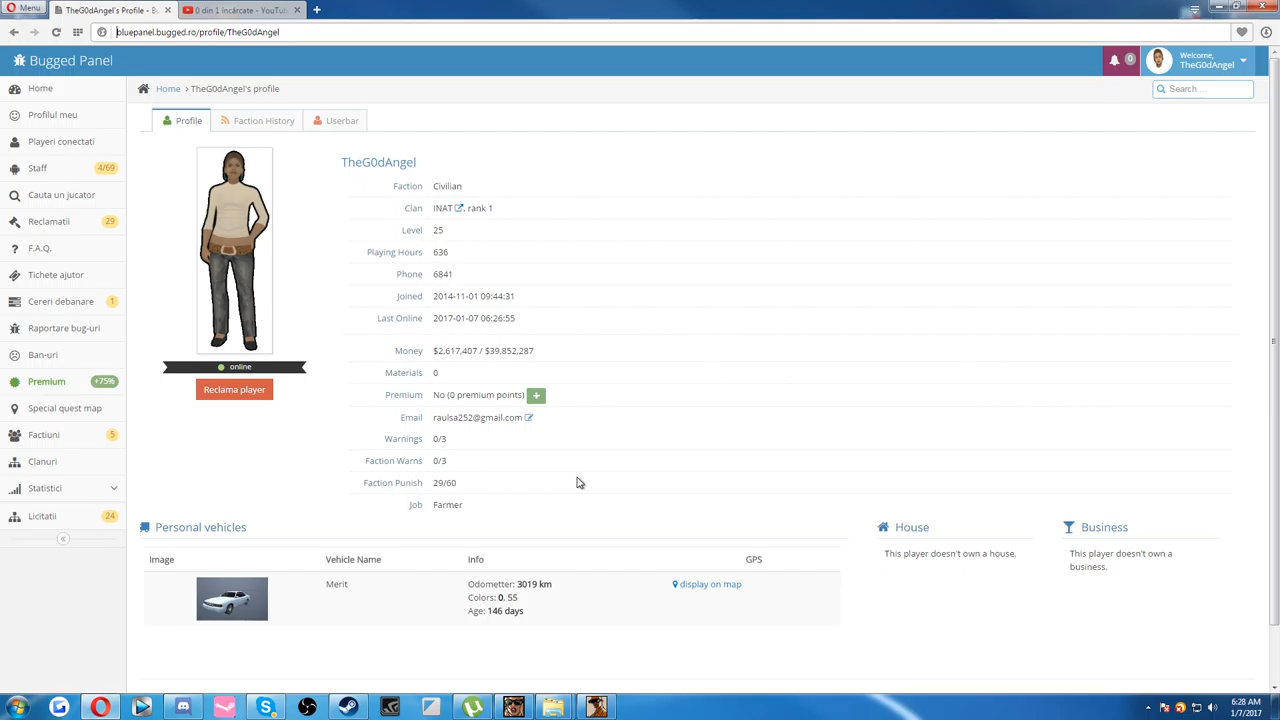 Menu
TheG0dAngel's Profile - B
0 din 1 încărcate - YouTu
bluepanel.bugged.ro/profile/TheG0dAngel
Bugged Panel
0
Welcome,
TheG0dAngel
Home
Profilul meu
Playeri conectati
Staff 4/69
Cauta un jucator
Reclamatii 29
F.A.Q.
Tichete ajutor
Cereri debanare 1
Raportare bug-uri
Ban-uri
Premium +75%
Special quest map
Factiuni 5
Clanuri
Statistici
Licitatii 24
Home > TheG0dAngel's profile
Search ...
Profile
Faction History
Userbar
online
Reclama player
TheG0dAngel
Faction Civilian
Clan INAT, rank 1
Level 25
Playing Hours 636
Phone 6841
Joined 2014-11-01 09:44:31
Last Online 2017-01-07 06:26:55
Money $2,617,407 / $39,852,287
Materials 0
Premium No (0 premium points) +
Email raulsa252@gmail.com
Warnings 0/3
Faction Warns 0/3
Faction Punish 29/60
Job Farmer
Personal vehicles
Image Vehicle Name Info GPS
Merit
Odometter: 3019 km
Colors: 0, 55
Age: 146 days
display on map
House
This player doesn't own a house.
Business
This player doesn't own a
business.
6:28 AM
1/7/2017